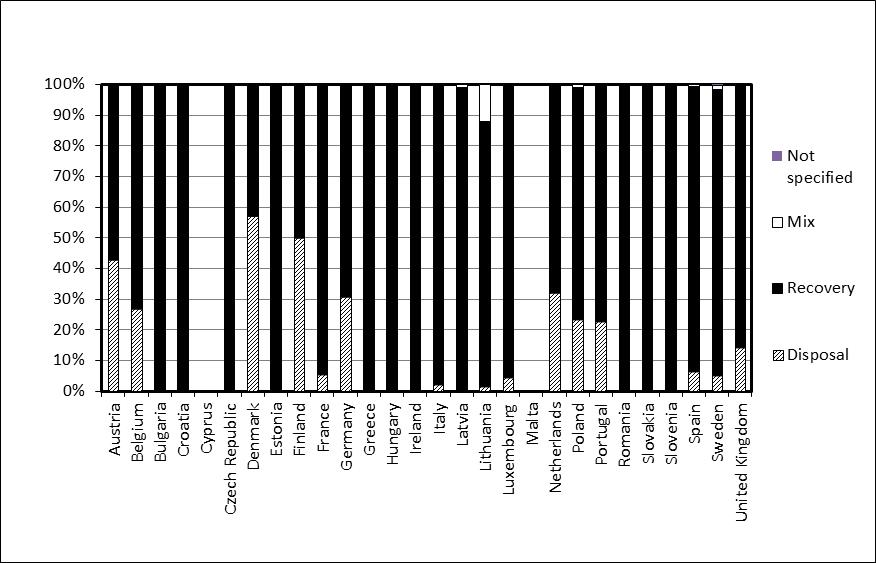 100%
90%
80%
70%
60%
50%
40%
30%
20%
10%
0%
Austria
Belgium
Bulgaria
Croatia
Cyprus
Czech Republic
Denmark
Estonia
Finland
France
Germany
Greece
Hungary
Ireland
Italy
Latvia
Lithuania
Luxembourg
Malta
Netherlands
Poland
Portugal
Romania
Slovakia
Slovenia
Spain
Sweden
United Kingdom
Not
specified
Mix
Recovery
Disposal